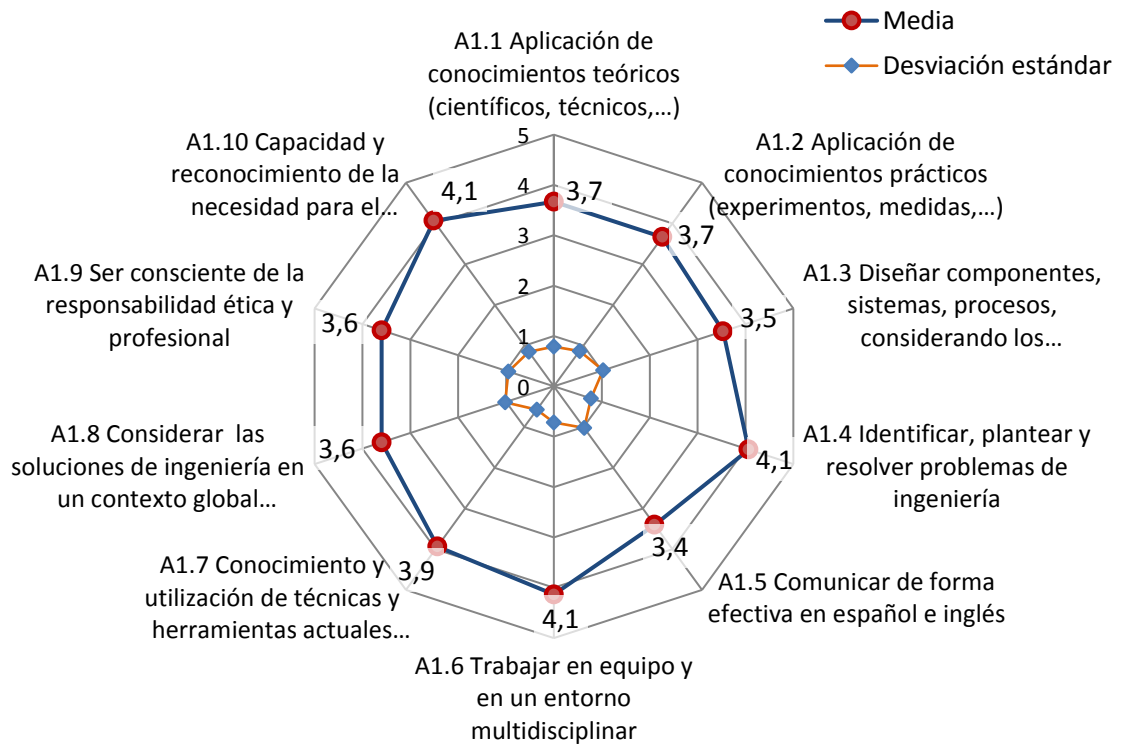 Media
Desviación estándar
A1.1 Aplicación de
conocimientos teóricos
(científicos, técnicos,…)
A1.2 Aplicación de
conocimientos prácticos
(experimentos, medidas,…)
A1.3 Diseñar componentes,
sistemas, procesos,
considerando los…
A1.4 Identificar, plantear y
resolver problemas de
ingeniería
A1.5 Comunicar de forma
efectiva en español e inglés
A1.6 Trabajar en equipo y
en un entorno
multidisciplinar
A1.7 Conocimiento y
utilización de técnicas y
herramientas actuales…
A1.8 Considerar  las
soluciones de ingeniería en
un contexto global…
A1.9 Ser consciente de la
responsabilidad ética y
profesional
A1.10 Capacidad y
reconocimiento de la
necesidad para el…
5
4
3
2
1
0
3,7
3,7
3,5
4,1
3,4
4,1
3,9
3,6
3,6
4,1